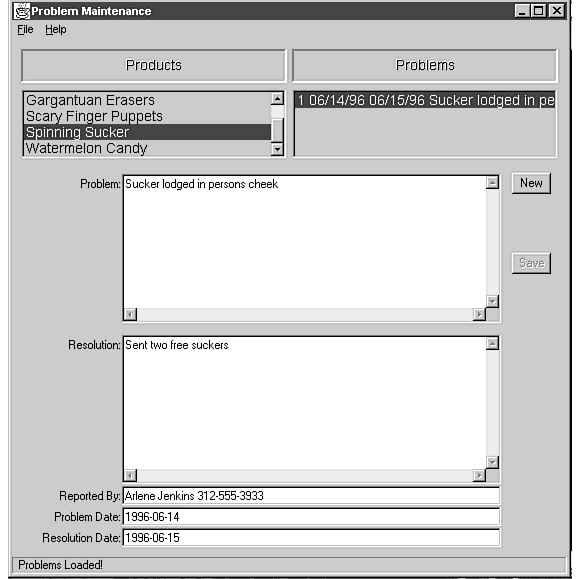 Problem Maintenance
File Help
Products Problems
Gargantuan Erasers
Scary Finger Puppets
Spinning Sucker
Watermelon Candy
1 06/14/96 06/15/96 Sucker lodged in pe
Problem: Sucker lodged in persons cheek
New
Save
Resolution: Sent two free suckers
Reported By: Arlene Jenkins 312-555-3933
Problem Date: 1996-06-14
Resolution Date: 1996-06-15
Problems Loaded!